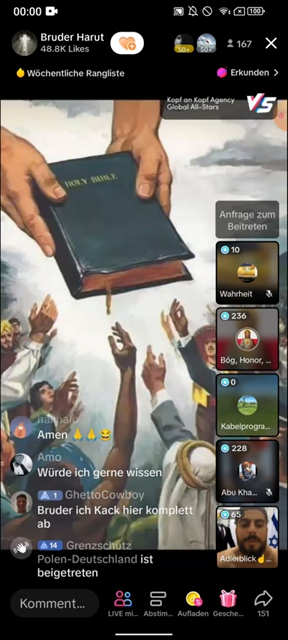 00:00
100
Bruder Harut
48.8K Likes
50+
50+
167
Wöchentliche Rangliste
Erkunden >
Kopf an Kopf Agency
Global All-Stars
VS
HOLY BIBLE
Anfrage zum
Beitreten
10
Wahrheit
236
Bóg, Honor, ...
0
Kabelprogra...
228
Abu Kha...
65
Adlerblick
Amen 🙏🙏😂
Amo
Würde ich gerne wissen
1 GhettoCowboy
Bruder ich Kack hier komplett
ab
14 Grenzschutz
Polen-Deutschland ist
beigetreten
Komment...
LIVE mi...
Abstim...
Aufladen
Gesche...
151